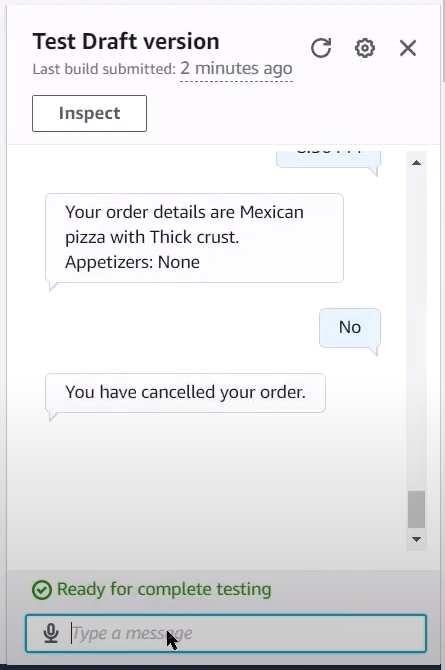 Test Draft version
Last build submitted: 2 minutes ago
Inspect
Your order details are Mexican
pizza with Thick crust.
Appetizers: None
No
You have cancelled your order.
Ready for complete testing
Type a message